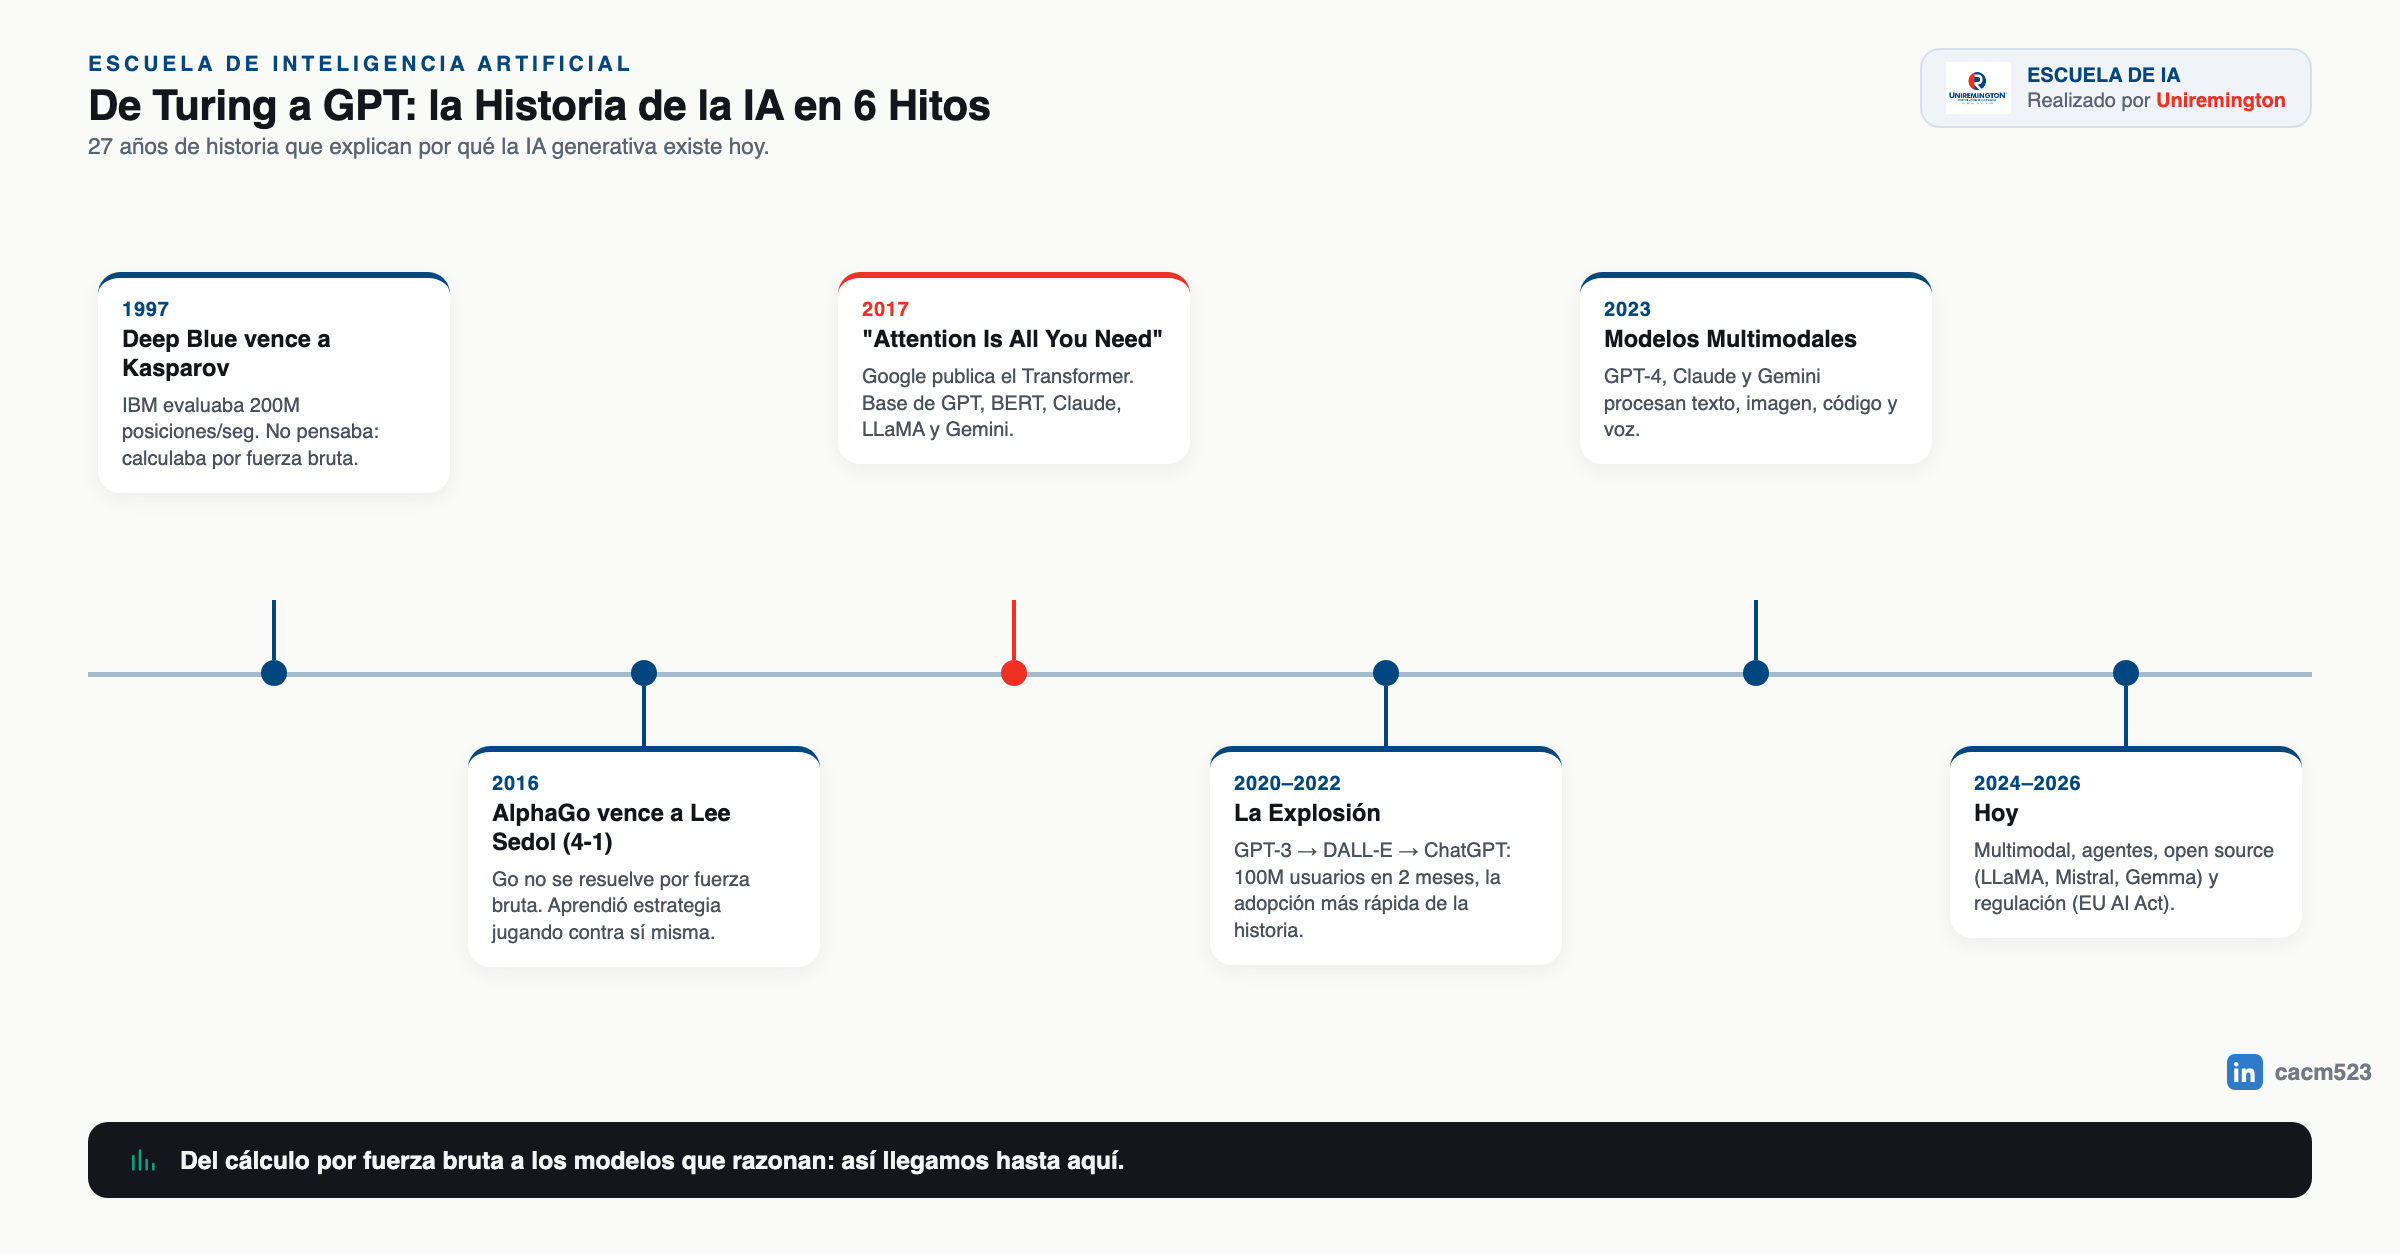 ESCUELA DE INTELIGENCIA ARTIFICIAL
De Turing a GPT: la Historia de la IA en 6 Hitos
27 años de historia que explican por qué la IA generativa existe hoy.
UNIREMINGTON
ESCUELA DE IA
Realizado por Uniremington
1997
Deep Blue vence a
Kasparov
IBM evaluaba 200M
posiciones/seg. No pensaba:
calculaba por fuerza bruta.
2016
AlphaGo vence a Lee
Sedol (4-1)
Go no se resuelve por fuerza
bruta. Aprendió estrategia
jugando contra sí misma.
2017
"Attention Is All You Need"
Google publica el Transformer.
Base de GPT, BERT, Claude,
LLaMA y Gemini.
2020–2022
La Explosión
GPT-3 → DALL-E → ChatGPT:
100M usuarios en 2 meses, la
adopción más rápida de la
historia.
2023
Modelos Multimodales
GPT-4, Claude y Gemini
procesan texto, imagen, código y
voz.
2024–2026
Hoy
Multimodal, agentes, open source
(LLaMA, Mistral, Gemma) y
regulación (EU AI Act).
in cacm523
Del cálculo por fuerza bruta a los modelos que razonan: así llegamos hasta aquí.